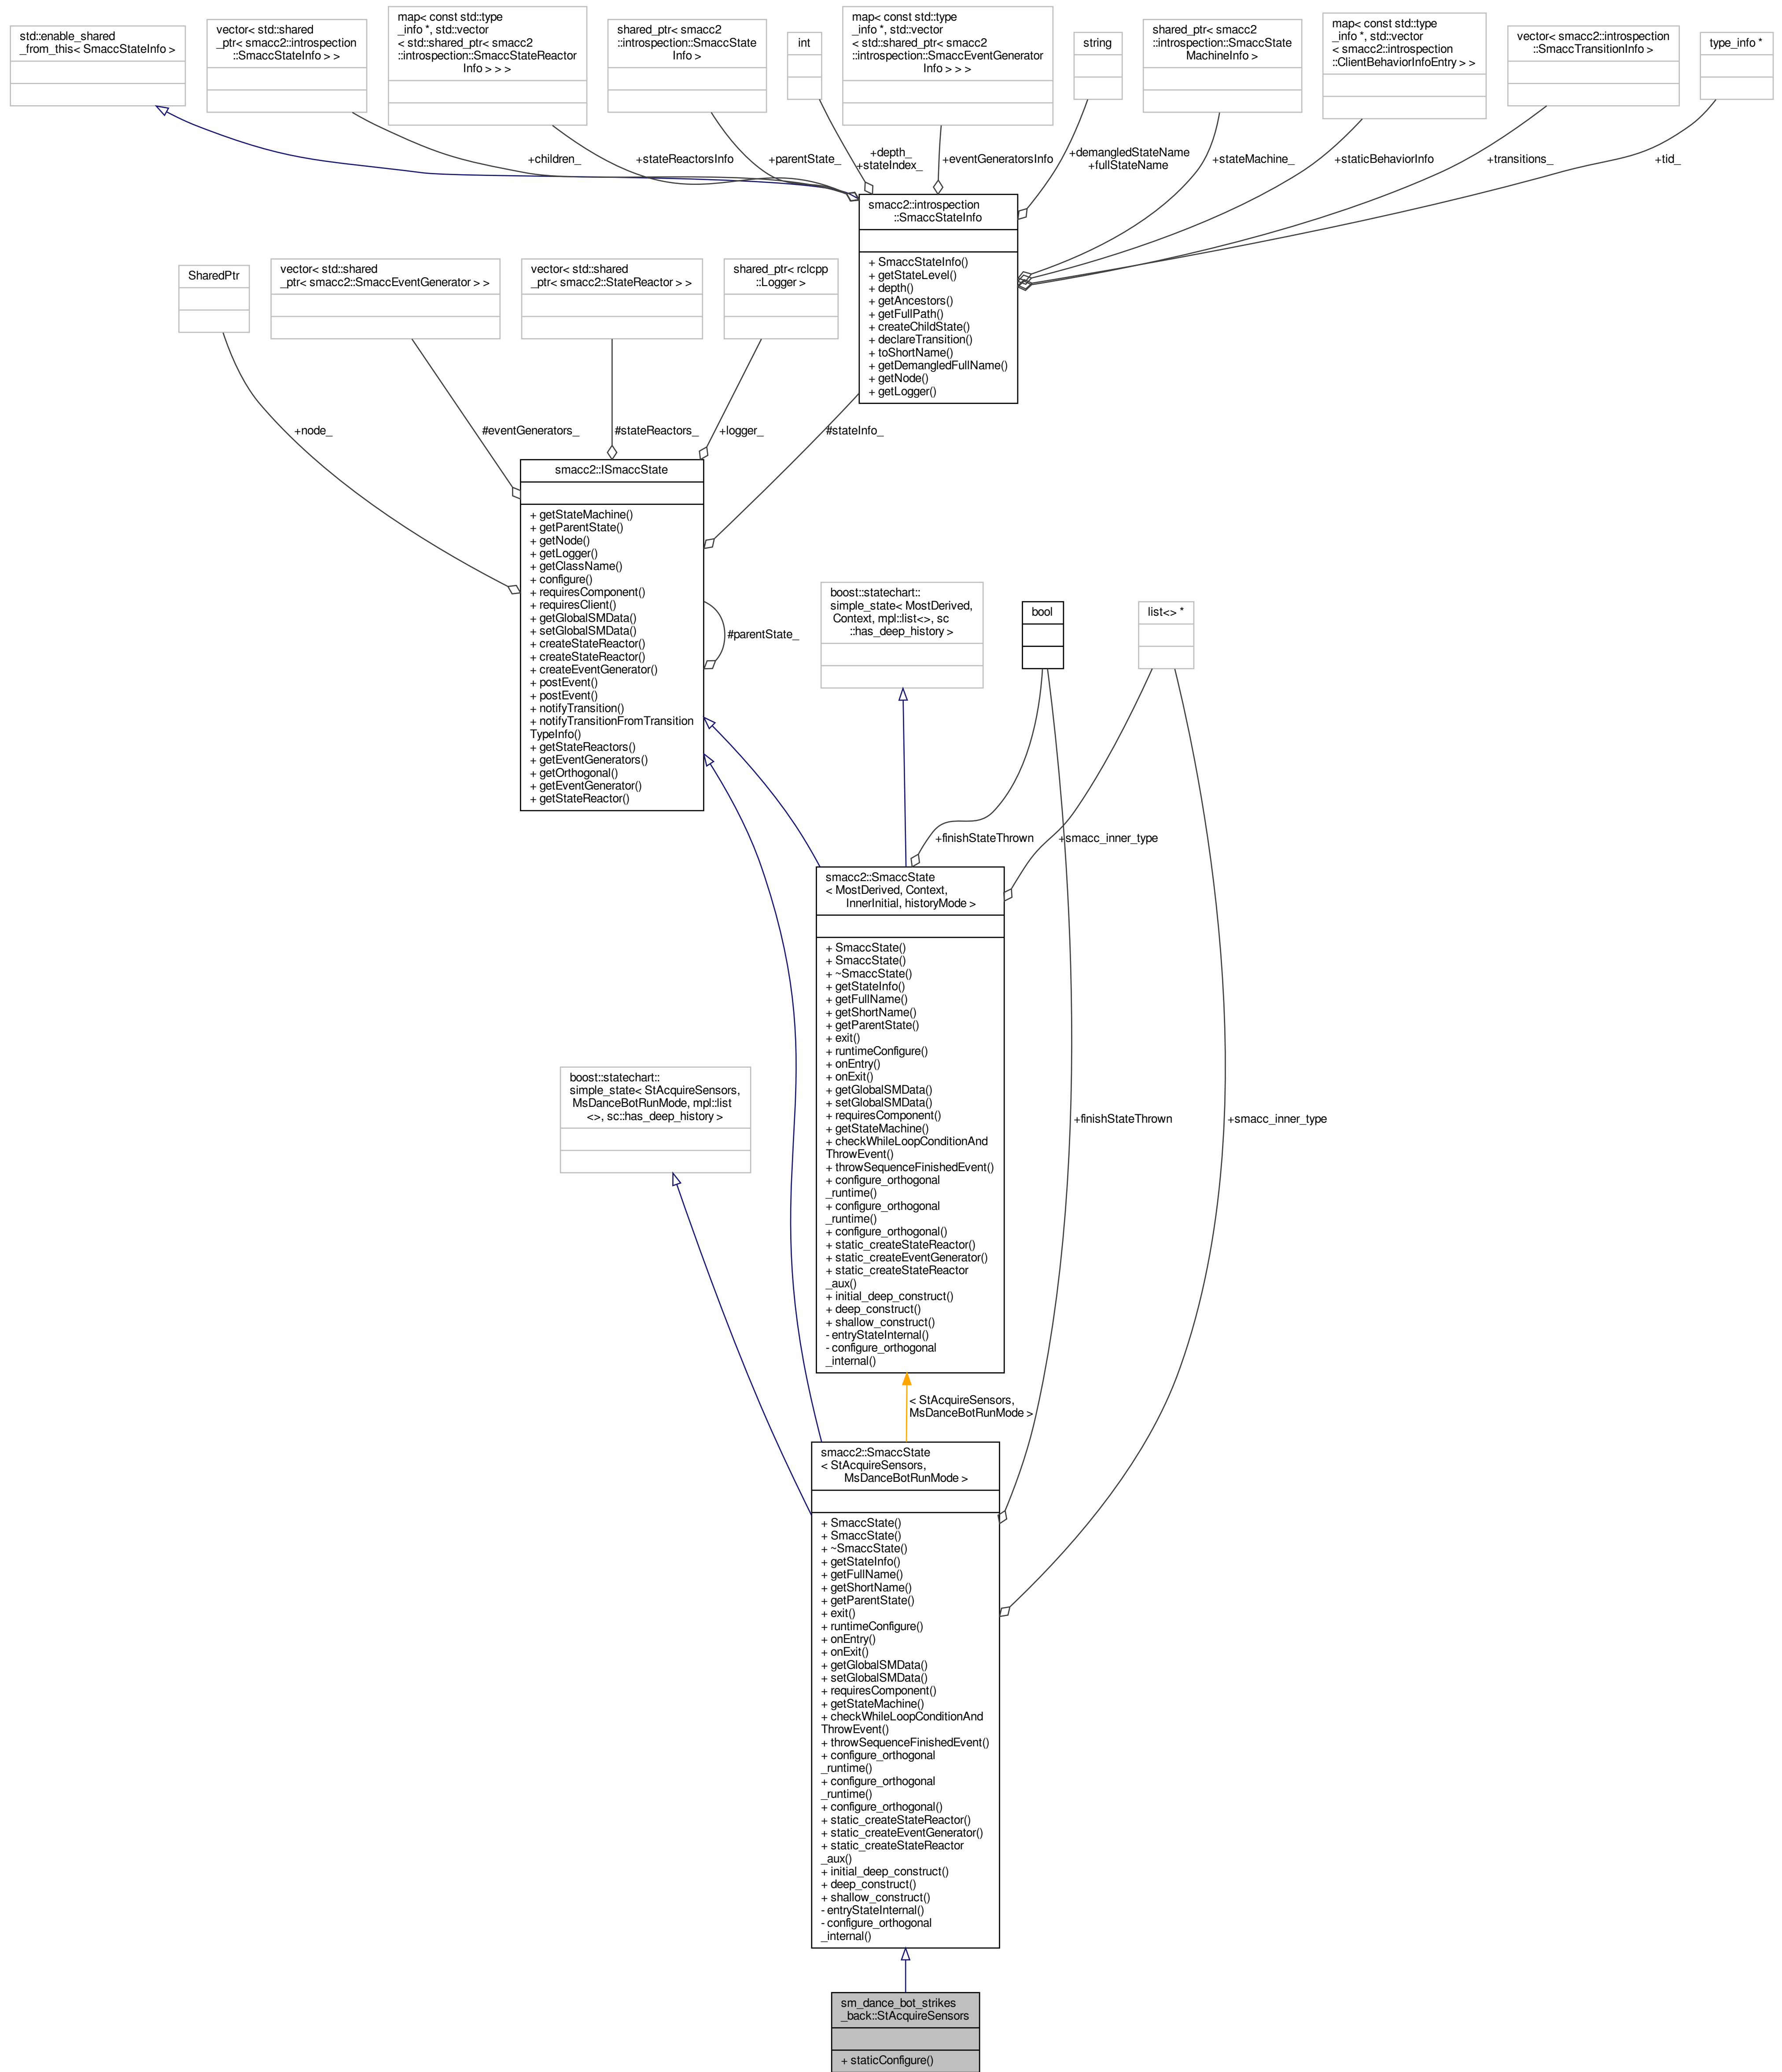 std::enable_shared
_from_this< SmaccStateInfo >
vector< std::shared
_ptr< smacc2::introspection
::SmaccStateInfo > >
map< const std::type
_info *, std::vector
< std::shared_ptr< smacc2
::introspection::SmaccStateReactor
Info > > >
shared_ptr< smacc2
::introspection::SmaccState
Info >
int
map< const std::type
_info *, std::vector
< std::shared_ptr< smacc2
::introspection::SmaccEventGenerator
Info > > >
string
shared_ptr< smacc2
::introspection::SmaccState
MachineInfo >
map< const std::type
_info *, std::vector
< smacc2::introspection
::ClientBehaviorInfoEntry > >
vector< smacc2::introspection
::SmaccTransitionInfo >
type_info *
+children_
+stateReactorsInfo
+parentState_
+depth_
+stateIndex_
+eventGeneratorsInfo
+demangledStateName
+fullStateName
+stateMachine_
+staticBehaviorInfo
+transitions_
+tid_
smacc2::introspection
::SmaccStateInfo
+ SmaccStateInfo()
+ getStateLevel()
+ depth()
+ getAncestors()
+ getFullPath()
+ createChildState()
+ declareTransition()
+ toShortName()
+ getDemangledFullName()
+ getNode()
+ getLogger()
SharedPtr
vector< std::shared
_ptr< smacc2::SmaccEventGenerator > >
vector< std::shared
_ptr< smacc2::StateReactor > >
shared_ptr< rclcpp
::Logger >
+node_
#eventGenerators_
#stateReactors_
+logger_
#stateInfo_
smacc2::ISmaccState
+ getStateMachine()
+ getParentState()
+ getNode()
+ getLogger()
+ getClassName()
+ configure()
+ requiresComponent()
+ requiresClient()
+ getGlobalSMData()
+ setGlobalSMData()
+ createStateReactor()
+ createStateReactor()
+ createEventGenerator()
+ postEvent()
+ postEvent()
+ notifyTransition()
+ notifyTransitionFromTransition
TypeInfo()
+ getStateReactors()
+ getEventGenerators()
+ getOrthogonal()
+ getEventGenerator()
+ getStateReactor()
#parentState_
boost::statechart::
simple_state< MostDerived,
Context, mpl::list<>, sc
::has_deep_history >
bool
list<> *
+finishStateThrown
+smacc_inner_type
smacc2::SmaccState
< MostDerived, Context,
InnerInitial, historyMode >
+ SmaccState()
+ SmaccState()
+ ~SmaccState()
+ getStateInfo()
+ getFullName()
+ getShortName()
+ getParentState()
+ exit()
+ runtimeConfigure()
+ onEntry()
+ onExit()
+ getGlobalSMData()
+ setGlobalSMData()
+ requiresComponent()
+ getStateMachine()
+ checkWhileLoopConditionAnd
ThrowEvent()
+ throwSequenceFinishedEvent()
+ configure_orthogonal
_runtime()
+ configure_orthogonal
_runtime()
+ configure_orthogonal()
+ static_createStateReactor()
+ static_createEventGenerator()
+ static_createStateReactor
_aux()
+ initial_deep_construct()
+ deep_construct()
+ shallow_construct()
- entryStateInternal()
- configure_orthogonal
_internal()
boost::statechart::
simple_state< StAcquireSensors,
MsDanceBotRunMode, mpl::list
<>, sc::has_deep_history >
+finishStateThrown
+smacc_inner_type
< StAcquireSensors,
MsDanceBotRunMode >
smacc2::SmaccState
< StAcquireSensors,
MsDanceBotRunMode >
+ SmaccState()
+ SmaccState()
+ ~SmaccState()
+ getStateInfo()
+ getFullName()
+ getShortName()
+ getParentState()
+ exit()
+ runtimeConfigure()
+ onEntry()
+ onExit()
+ getGlobalSMData()
+ setGlobalSMData()
+ requiresComponent()
+ getStateMachine()
+ checkWhileLoopConditionAnd
ThrowEvent()
+ throwSequenceFinishedEvent()
+ configure_orthogonal
_runtime()
+ configure_orthogonal
_runtime()
+ configure_orthogonal()
+ static_createStateReactor()
+ static_createEventGenerator()
+ static_createStateReactor
_aux()
+ initial_deep_construct()
+ deep_construct()
+ shallow_construct()
- entryStateInternal()
- configure_orthogonal
_internal()
sm_dance_bot_strikes
_back::StAcquireSensors
+ staticConfigure()